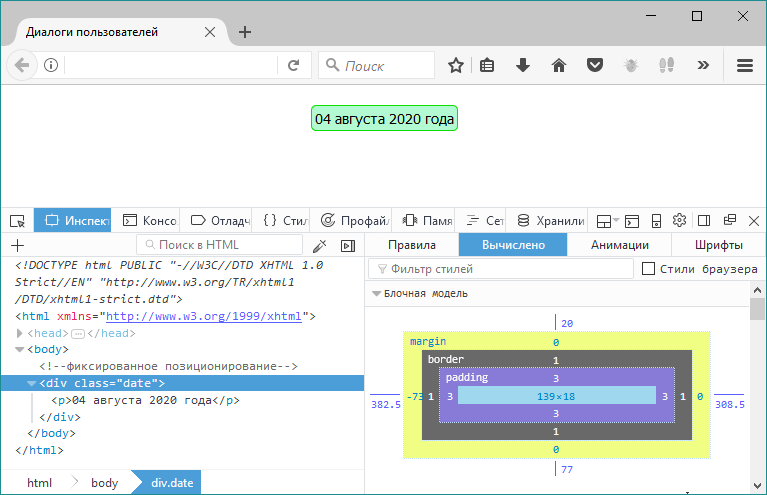 Диалоги пользователей
Поиск
04 августа 2020 года
Инспект Консо Отладч Стил Профайл Памя Сет Хранили
Поиск в HTML
Правила Вычислено Анимации Шрифты
Фильтр стилей Стили браузера
<!DOCTYPE html PUBLIC "-//W3C//DTD XHTML 1.0
Strict//EN" "http://www.w3.org/TR/xhtml1
/DTD/xhtml1-strict.dtd">
<html xmlns="http://www.w3.org/1999/xhtml">
<head></head>
<body>
<!--фиксированное позиционирование-->
<div class="date">
<p>04 августа 2020 года</p>
</div>
</body>
</html>
html body div.date
Блочная модель
20
margin 0
border 1
padding 3
382.5 -73 1 3 139×18 3 1 0 308.5
3
1
0
77